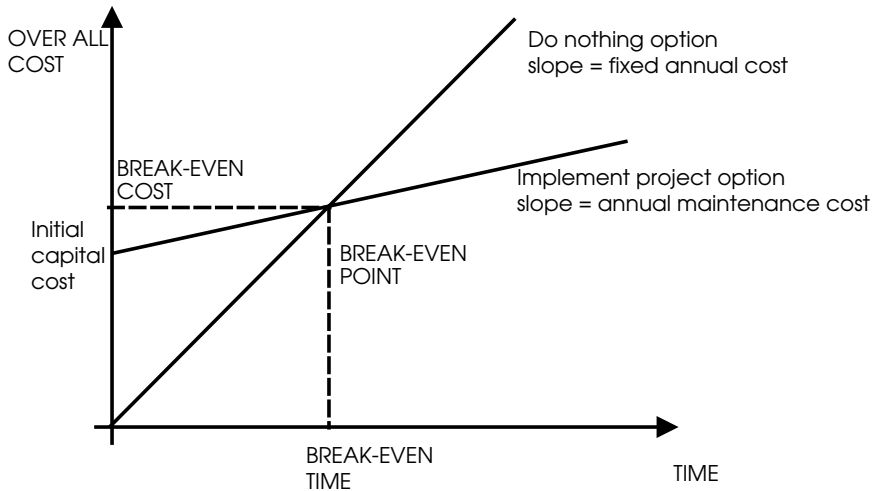 OVER ALL
COST
Do nothing option
slope = fixed annual cost
BREAK-EVEN
COST
Implement project option
slope = annual maintenance cost
Initial
capital
cost
BREAK-EVEN
POINT
BREAK-EVEN
TIME
TIME